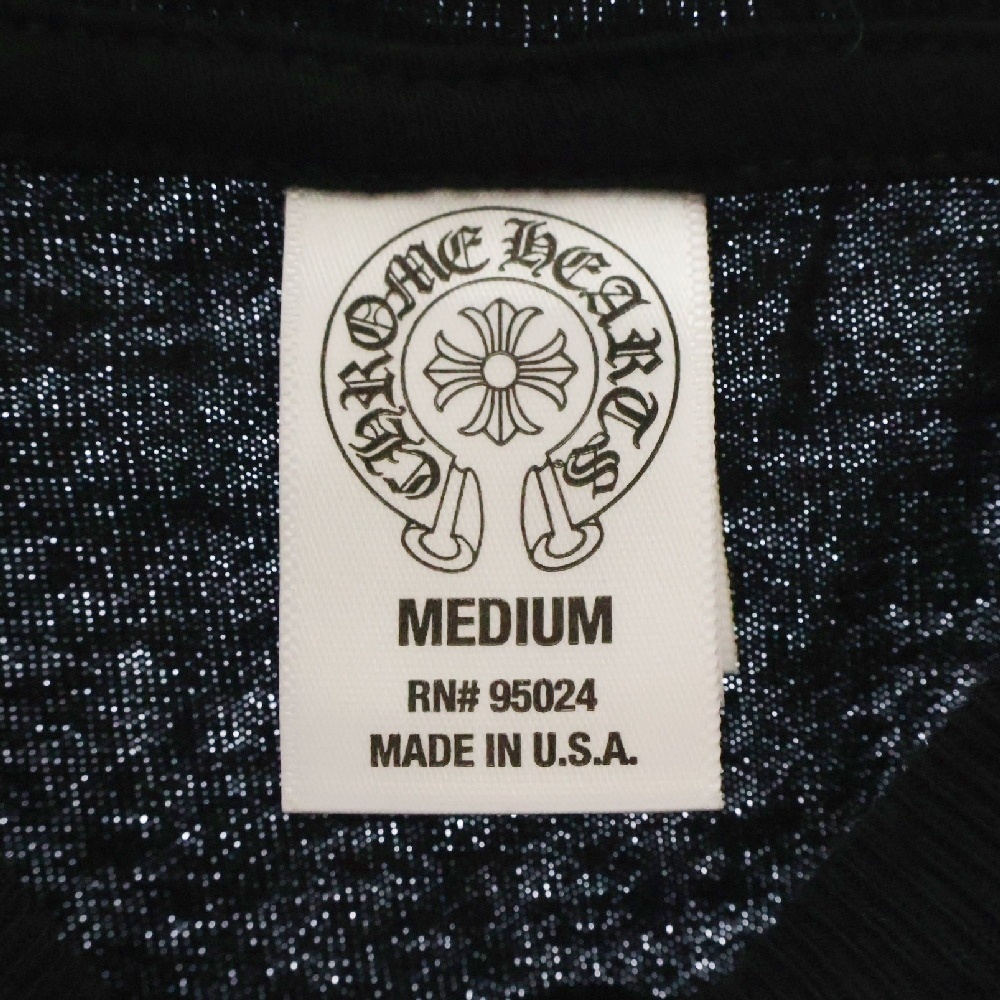 CHROME HEARTS
MEDIUM
RN# 95024
MADE IN U.S.A.